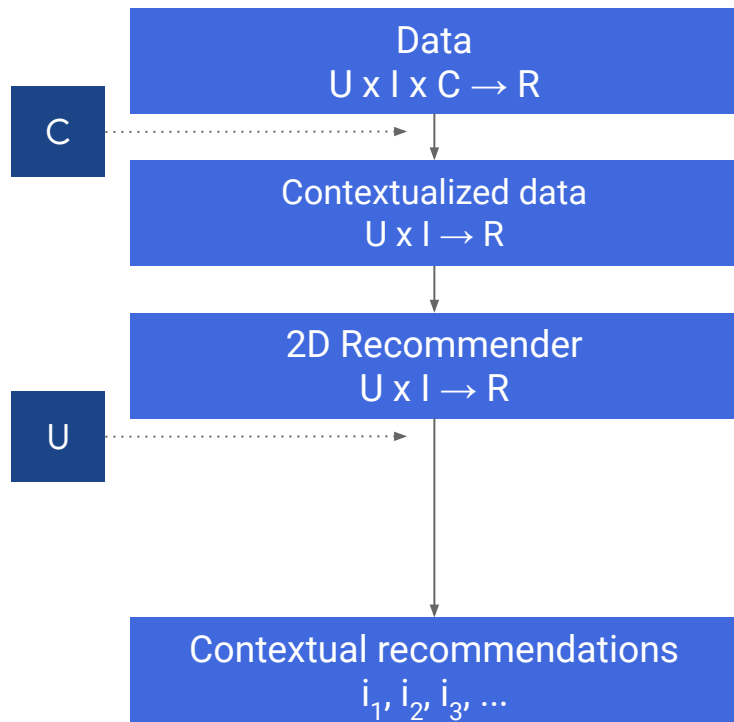 Data
U x I x C → R
C
Contextualized data
U x I → R
2D Recommender
U x I → R
U
Contextual recommendations
i₁, i₂, i₃, ...